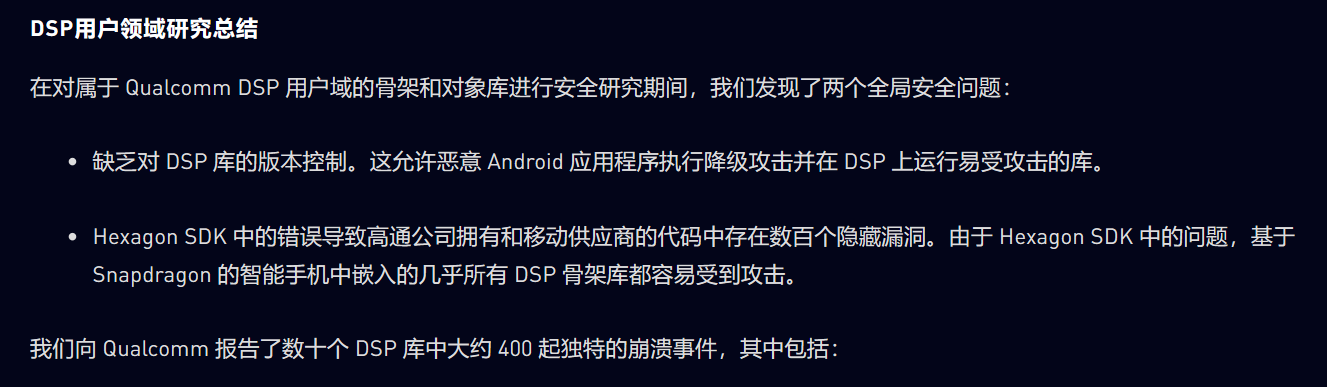 DSP用户领域研究总结
在对属于 Qualcomm DSP 用户域的骨架和对象库进行安全研究期间，我们发现了两个全局安全问题：
• 缺乏对 DSP 库的版本控制。这允许恶意 Android 应用程序执行降级攻击并在 DSP 上运行易受攻击的库。
• Hexagon SDK 中的错误导致高通公司拥有和移动供应商的代码中存在数百个隐藏漏洞。由于 Hexagon SDK 中的问题，基于
Snapdragon 的智能手机中嵌入的几乎所有 DSP 骨架库都容易受到攻击。
我们向 Qualcomm 报告了数十个 DSP 库中大约 400 起独特的崩溃事件，其中包括：